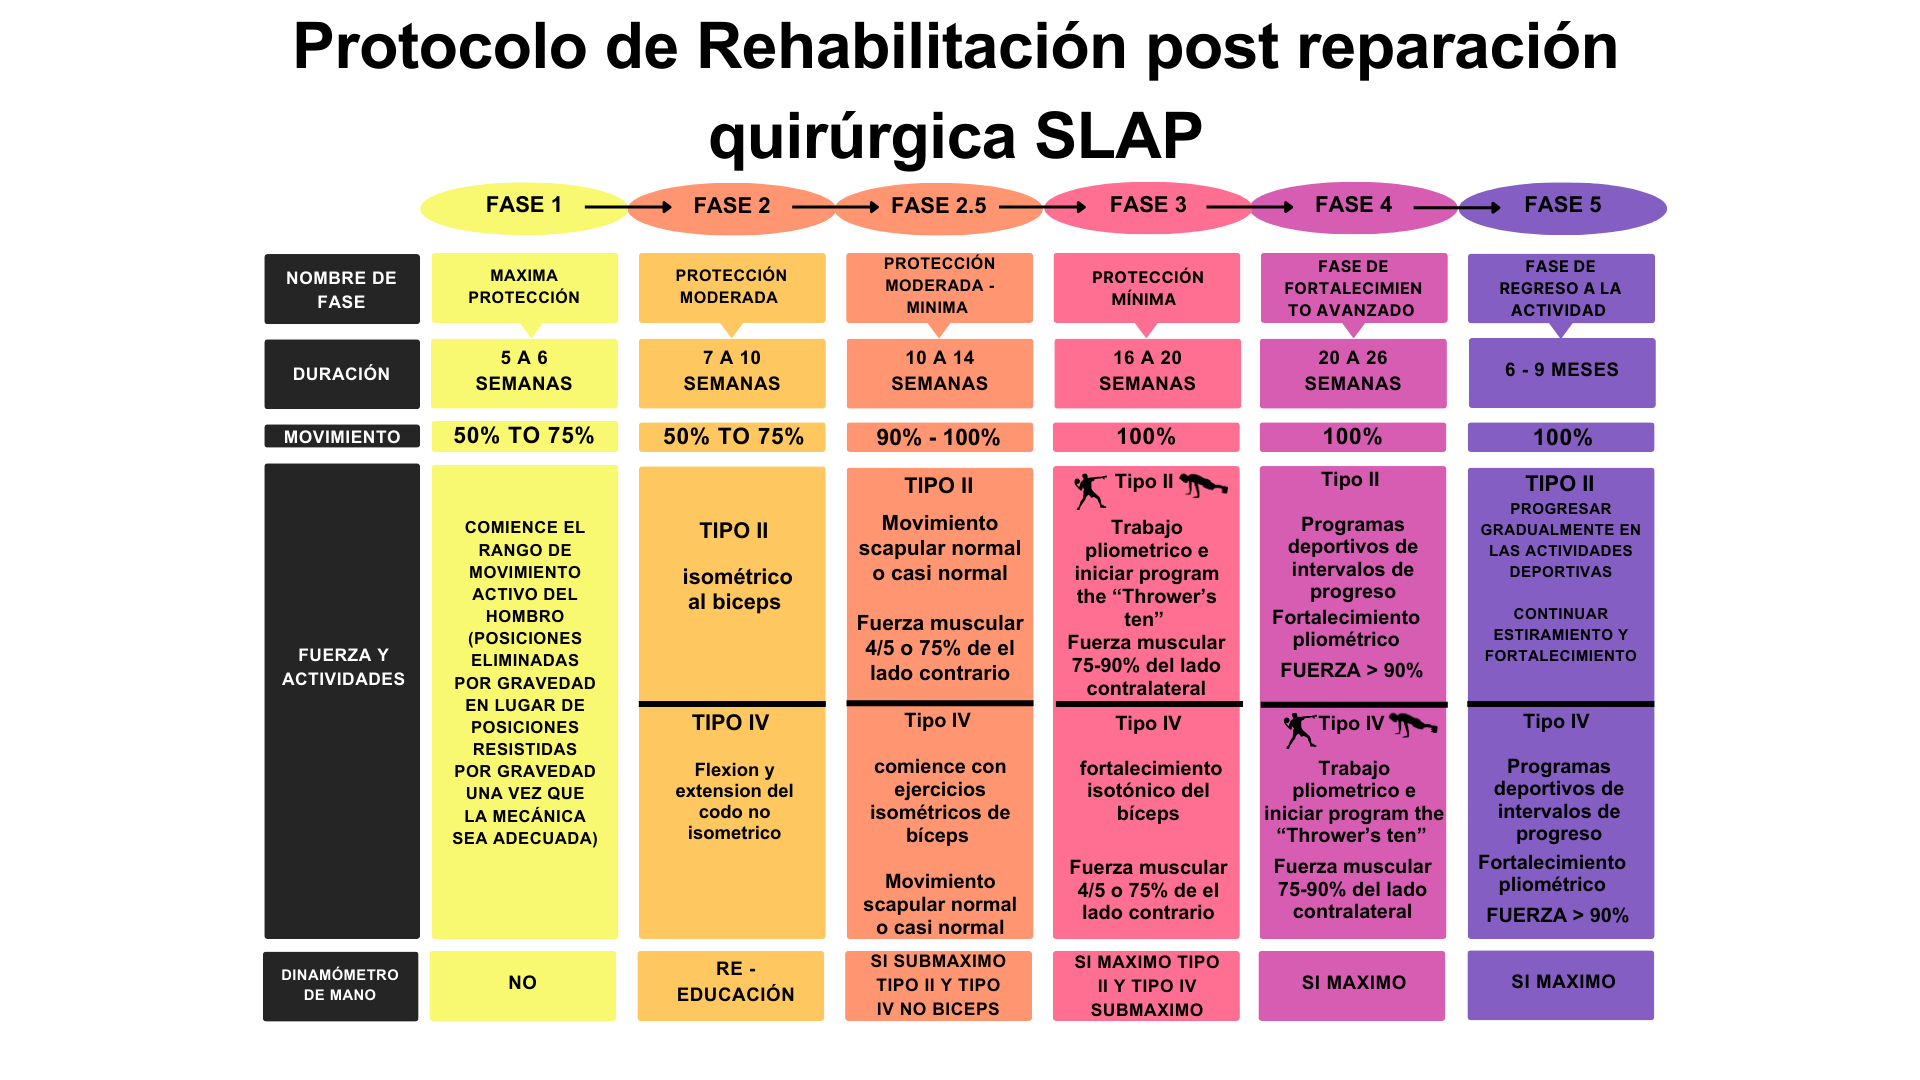 Protocolo de Rehabilitación post reparación
quirúrgica SLAP
FASE 1
FASE 2
FASE 2.5
FASE 3
FASE 4
FASE 5
NOMBRE DE
FASE
MAXIMA
PROTECCIÓN
PROTECCIÓN
MODERADA
PROTECCIÓN
MODERADA -
MINIMA
PROTECCIÓN
MÍNIMA
FASE DE
FORTALECIMIEN
TO AVANZADO
FASE DE
REGRESO A LA
ACTIVIDAD
DURACIÓN
5 A 6
SEMANAS
7 A 10
SEMANAS
10 A 14
SEMANAS
16 A 20
SEMANAS
20 A 26
SEMANAS
6 - 9 MESES
MOVIMIENTO
50% TO 75%
50% TO 75%
90% - 100%
100%
100%
100%
FUERZA Y
ACTIVIDADES
COMIENCE EL
RANGO DE
MOVIMIENTO
ACTIVO DEL
HOMBRO
(POSICIONES
ELIMINADAS
POR GRAVEDAD
EN LUGAR DE
POSICIONES
RESISTIDAS
POR GRAVEDAD
UNA VEZ QUE
LA MECÁNICA
SEA ADECUADA)
TIPO II
isométrico
al biceps
TIPO IV
Flexion y
extension del
codo no
isometrico
TIPO II
Movimiento
scapular normal
o casi normal
Fuerza muscular
4/5 o 75% de el
lado contrario
Tipo IV
comience con
ejercicios
isométricos de
bíceps
Movimiento
scapular normal
o casi normal
Tipo II
Trabajo
pliometrico e
iniciar program
the “Thrower’s
ten”
Fuerza muscular
75-90% del lado
contralateral
Tipo IV
fortalecimiento
isotónico del
bíceps
Fuerza muscular
4/5 o 75% de el
lado contrario
Tipo II
Programas
deportivos de
intervalos de
progreso
Fortalecimiento
pliométrico
FUERZA > 90%
Tipo IV
Trabajo
pliometrico e
iniciar program the
“Thrower’s ten”
Fuerza muscular
75-90% del lado
contralateral
TIPO II
PROGRESAR
GRADUALMENTE EN
LAS ACTIVIDADES
DEPORTIVAS
CONTINUAR
ESTIRAMIENTO Y
FORTALECIMIENTO
Tipo IV
Programas
deportivos de
intervalos de
progreso
Fortalecimiento
pliométrico
FUERZA > 90%
DINAMÓMETRO
DE MANO
NO
RE -
EDUCACIÓN
SI SUBMAXIMO
TIPO II Y TIPO
IV NO BICEPS
SI MAXIMO TIPO
II Y TIPO IV
SUBMAXIMO
SI MAXIMO
SI MAXIMO